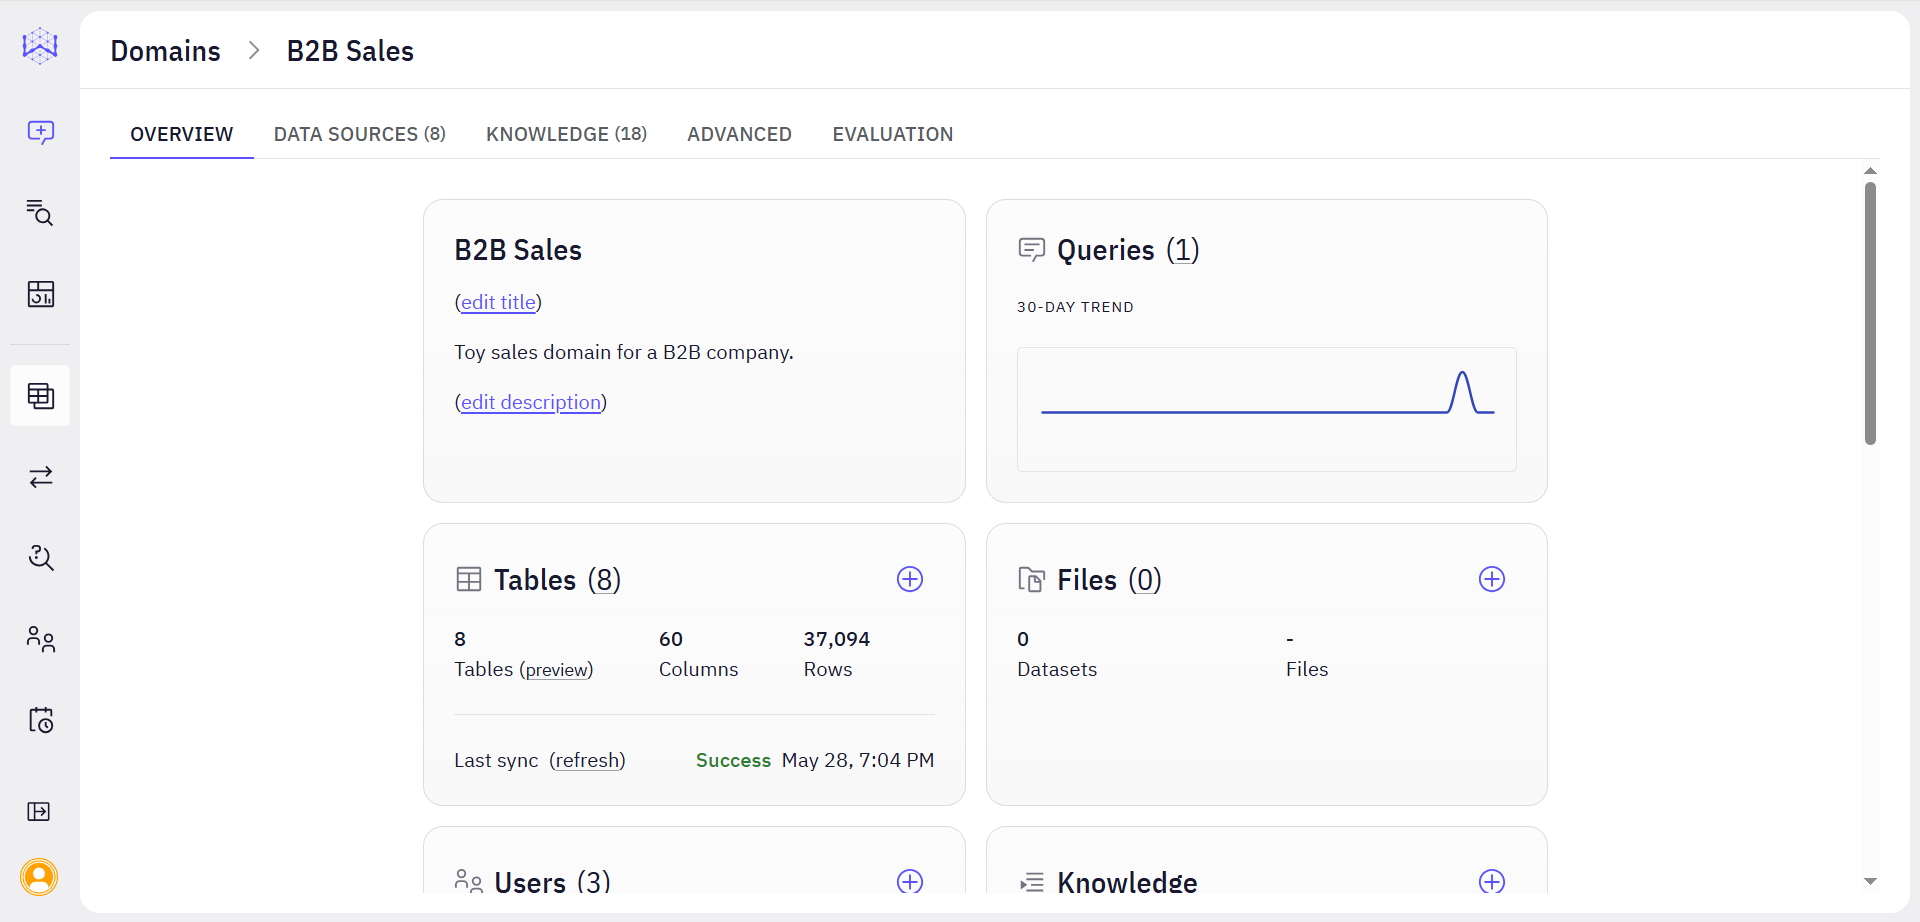 Domains > B2B Sales
OVERVIEW DATA SOURCES (8) KNOWLEDGE (18) ADVANCED EVALUATION
B2B Sales
(edit title)
Toy sales domain for a B2B company.
(edit description)
Queries (1)
30-DAY TREND
Tables (8)
8 60 37,094
Tables (preview) Columns Rows
Last sync (refresh) Success May 28, 7:04 PM
Files (0)
0 -
Datasets Files
Users (3)
Knowledge